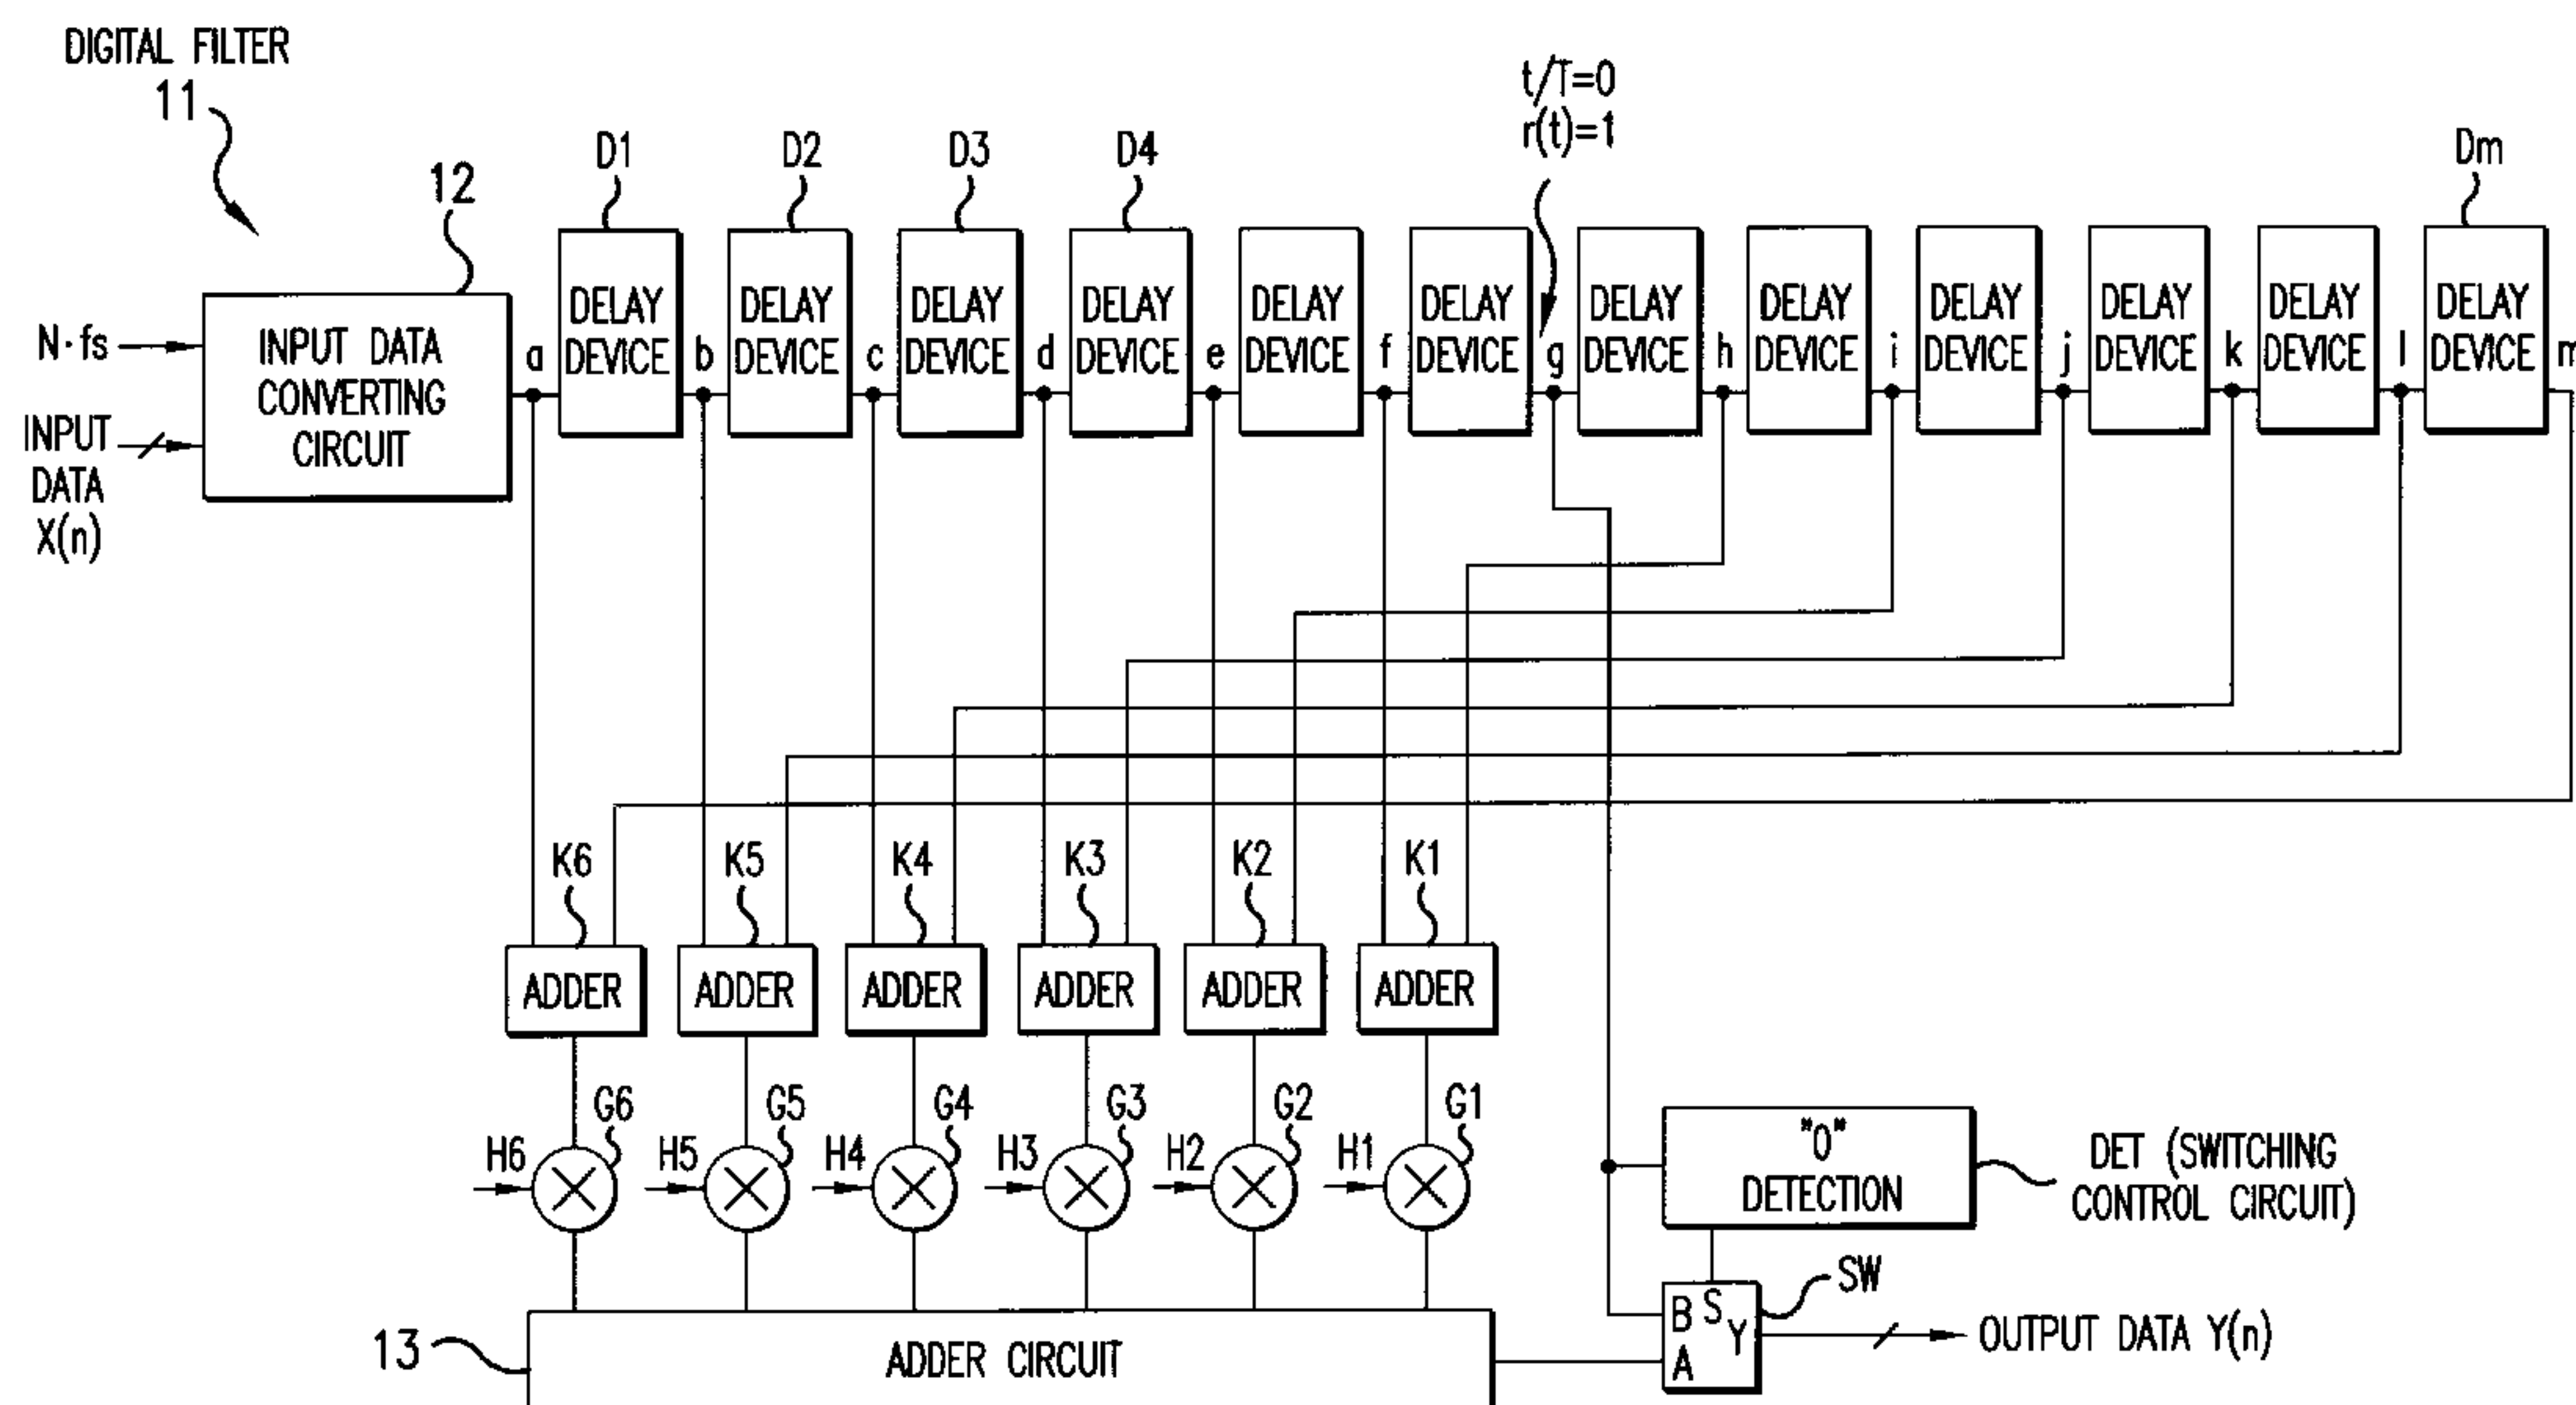 DIGITAL FILTER
11
12
N·fs
INPUT
DATA
X(n)
INPUT DATA
CONVERTING
CIRCUIT
t/T=0
r(t)=1
D1
D2
D3
D4
Dm
DELAY
DEVICE
DELAY
DEVICE
DELAY
DEVICE
DELAY
DEVICE
DELAY
DEVICE
DELAY
DEVICE
DELAY
DEVICE
DELAY
DEVICE
DELAY
DEVICE
DELAY
DEVICE
DELAY
DEVICE
DELAY
DEVICE
a
b
c
d
e
f
g
h
i
j
k
l
m
K6
K5
K4
K3
K2
K1
ADDER
ADDER
ADDER
ADDER
ADDER
ADDER
G6
G5
G4
G3
G2
G1
H6
H5
H4
H3
H2
H1
"0"
DETECTION
DET (SWITCHING
CONTROL CIRCUIT)
SW
B
S
Y
A
OUTPUT DATA Y(n)
13
ADDER CIRCUIT